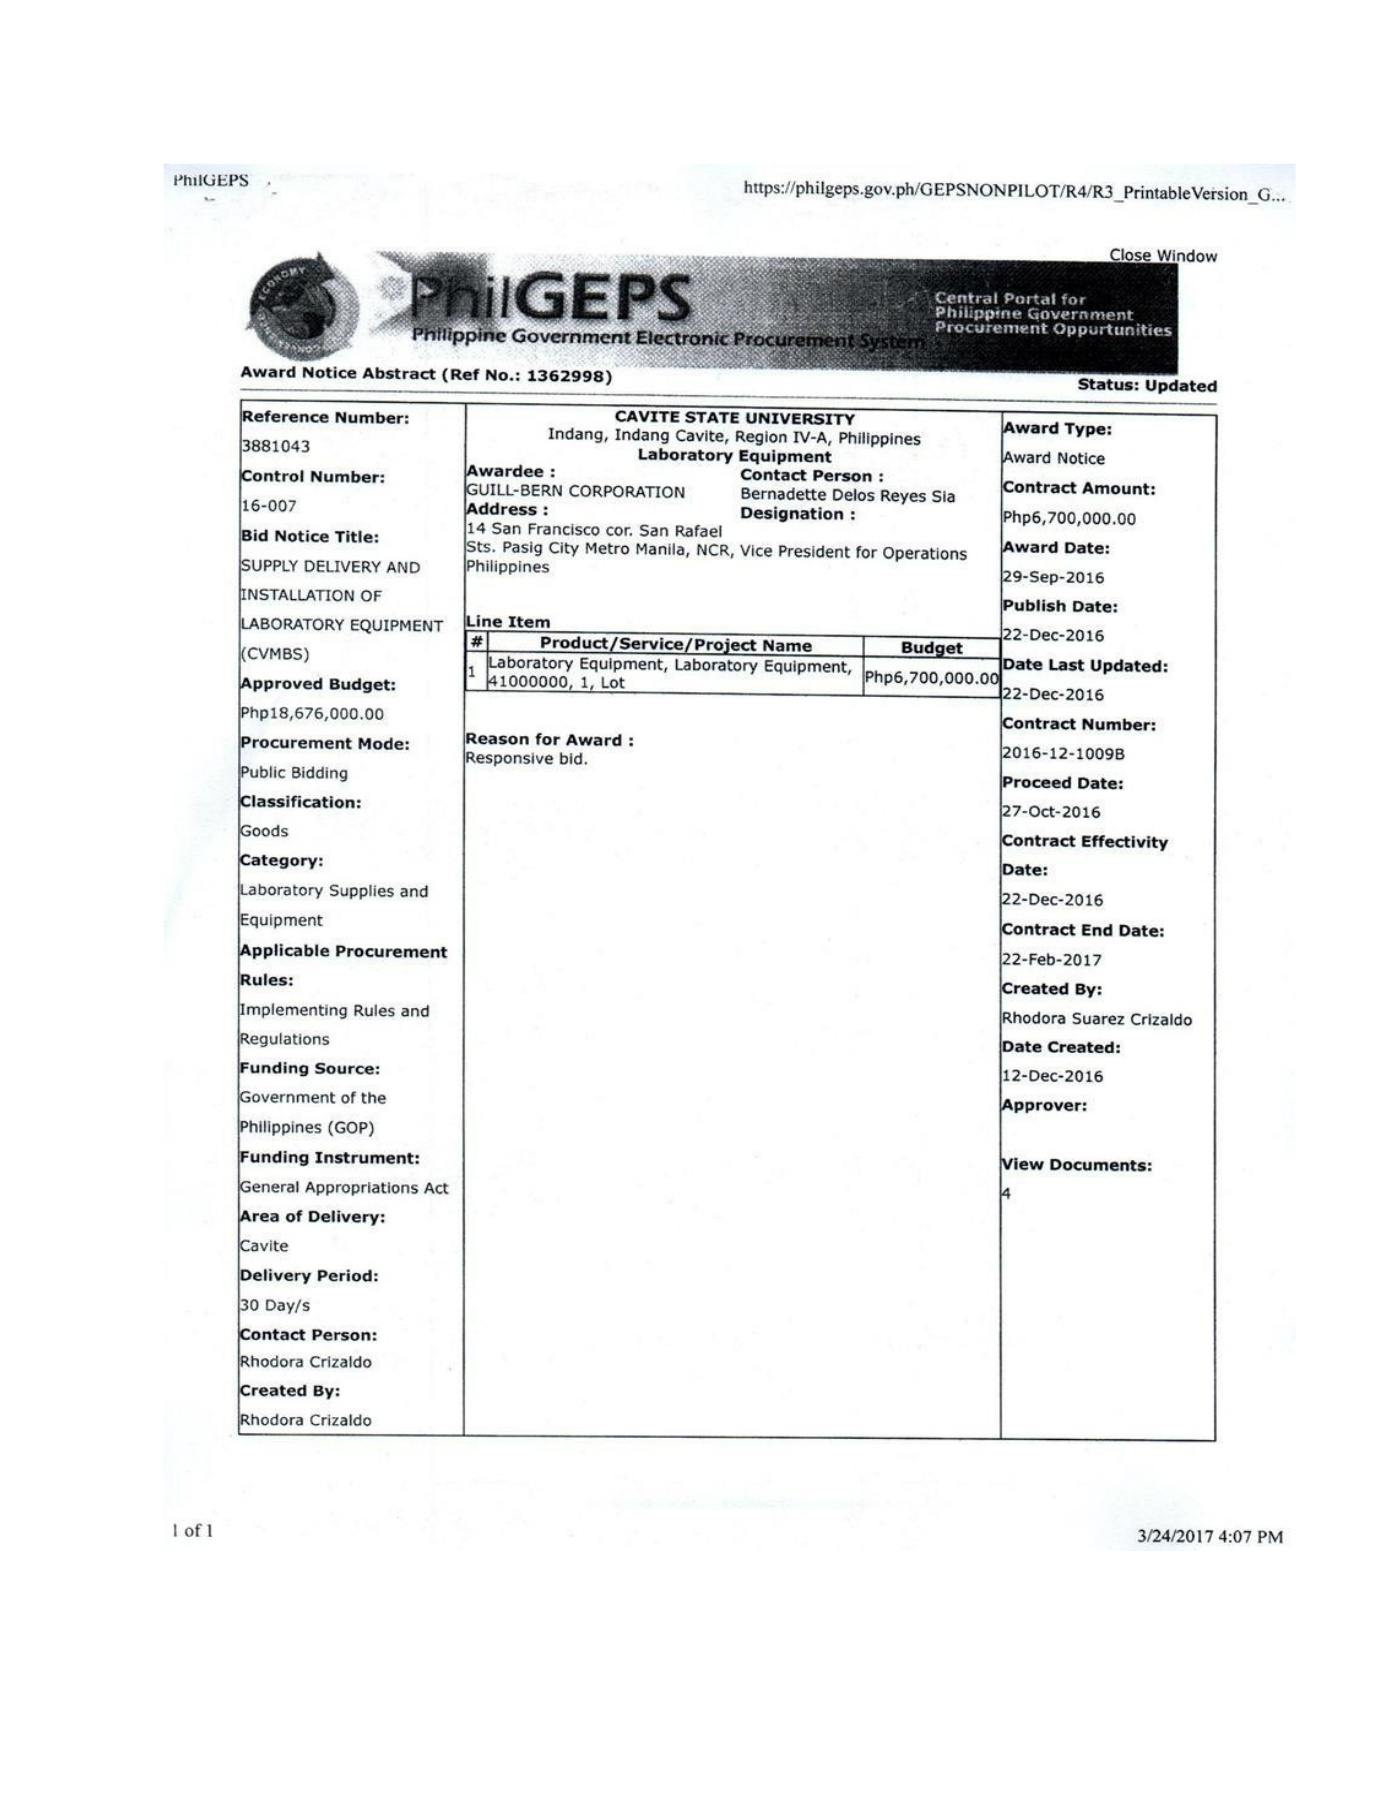 PhilGEPS
https://philgeps.gov.ph/GEPSNONPILOT/R4/R3_PrintableVersion_G...
Close Window
ECONOMY
PhilGEPS
Philippine Government Electronic Procurement System
Central Portal for
Philippine Government
Procurement Oppurtunities
Award Notice Abstract (Ref No.: 1362998)
Status: Updated
Reference Number:
3881043
Control Number:
16-007
Bid Notice Title:
SUPPLY DELIVERY AND
INSTALLATION OF
LABORATORY EQUIPMENT
(CVMBS)
Approved Budget:
Php18,676,000.00
Procurement Mode:
Public Bidding
Classification:
Goods
Category:
Laboratory Supplies and
Equipment
Applicable Procurement
Rules:
Implementing Rules and
Regulations
Funding Source:
Government of the
Philippines (GOP)
Funding Instrument:
General Appropriations Act
Area of Delivery:
Cavite
Delivery Period:
30 Day/s
Contact Person:
Rhodora Crizaldo
Created By:
Rhodora Crizaldo
CAVITE STATE UNIVERSITY
Indang, Indang Cavite, Region IV-A, Philippines
Laboratory Equipment
Awardee :
GUILL-BERN CORPORATION
Contact Person :
Bernadette Delos Reyes Sia
Address :
Designation :
14 San Francisco cor. San Rafael
Sts. Pasig City Metro Manila, NCR, Vice President for Operations
Philippines
Line Item
# Product/Service/Project Name Budget
1 Laboratory Equipment, Laboratory Equipment, 
41000000, 1, Lot
Php6,700,000.00
Reason for Award :
Responsive bid.
Award Type:
Award Notice
Contract Amount:
Php6,700,000.00
Award Date:
29-Sep-2016
Publish Date:
22-Dec-2016
Date Last Updated:
22-Dec-2016
Contract Number:
2016-12-1009B
Proceed Date:
27-Oct-2016
Contract Effectivity
Date:
22-Dec-2016
Contract End Date:
22-Feb-2017
Created By:
Rhodora Suarez Crizaldo
Date Created:
12-Dec-2016
Approver:
View Documents:
4
1 of 1
3/24/2017 4:07 PM